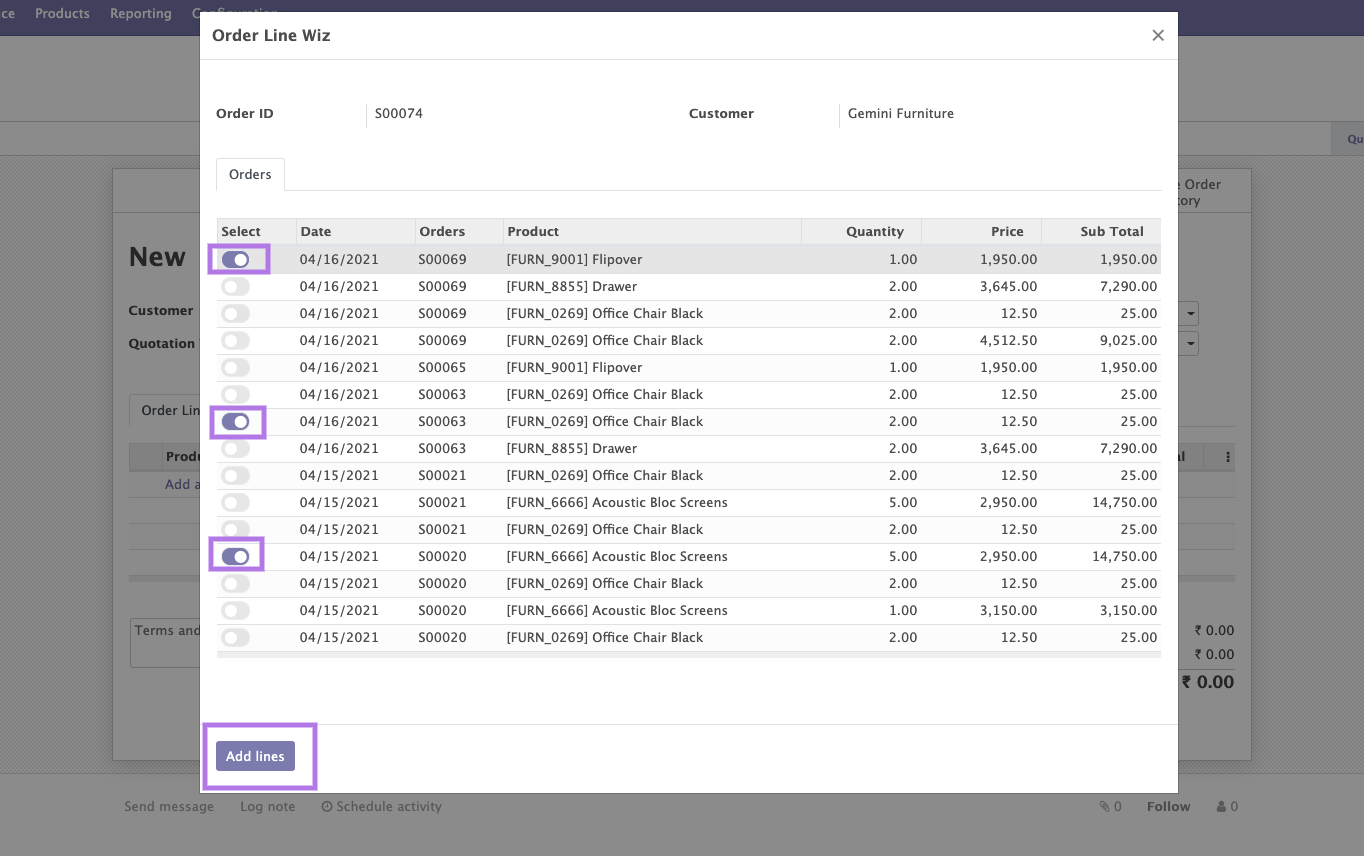 ce Products Reporting Configuration
Order Line Wiz ×
Order ID S00074 Customer Gemini Furniture
Qu
Orders
e Order
ory
Select Date Orders Product Quantity Price Sub Total
New
04/16/2021 S00069 [FURN_9001] Flipover 1.00 1,950.00 1,950.00
04/16/2021 S00069 [FURN_8855] Drawer 2.00 3,645.00 7,290.00
Customer
04/16/2021 S00069 [FURN_0269] Office Chair Black 2.00 12.50 25.00
Quotation
04/16/2021 S00069 [FURN_0269] Office Chair Black 2.00 4,512.50 9,025.00
04/16/2021 S00065 [FURN_9001] Flipover 1.00 1,950.00 1,950.00
04/16/2021 S00063 [FURN_0269] Office Chair Black 2.00 12.50 25.00
Order Lin
04/16/2021 S00063 [FURN_0269] Office Chair Black 2.00 12.50 25.00
04/16/2021 S00063 [FURN_8855] Drawer 2.00 3,645.00 7,290.00
Produ al
04/15/2021 S00021 [FURN_0269] Office Chair Black 2.00 12.50 25.00
Add a
04/15/2021 S00021 [FURN_6666] Acoustic Bloc Screens 5.00 2,950.00 14,750.00
04/15/2021 S00021 [FURN_0269] Office Chair Black 2.00 12.50 25.00
04/15/2021 S00020 [FURN_6666] Acoustic Bloc Screens 5.00 2,950.00 14,750.00
04/15/2021 S00020 [FURN_0269] Office Chair Black 2.00 12.50 25.00
04/15/2021 S00020 [FURN_6666] Acoustic Bloc Screens 1.00 3,150.00 3,150.00
04/15/2021 S00020 [FURN_0269] Office Chair Black 2.00 12.50 25.00
Terms and ₹ 0.00
₹ 0.00
₹ 0.00
Add lines
Send message Log note Schedule activity 0 Follow 0